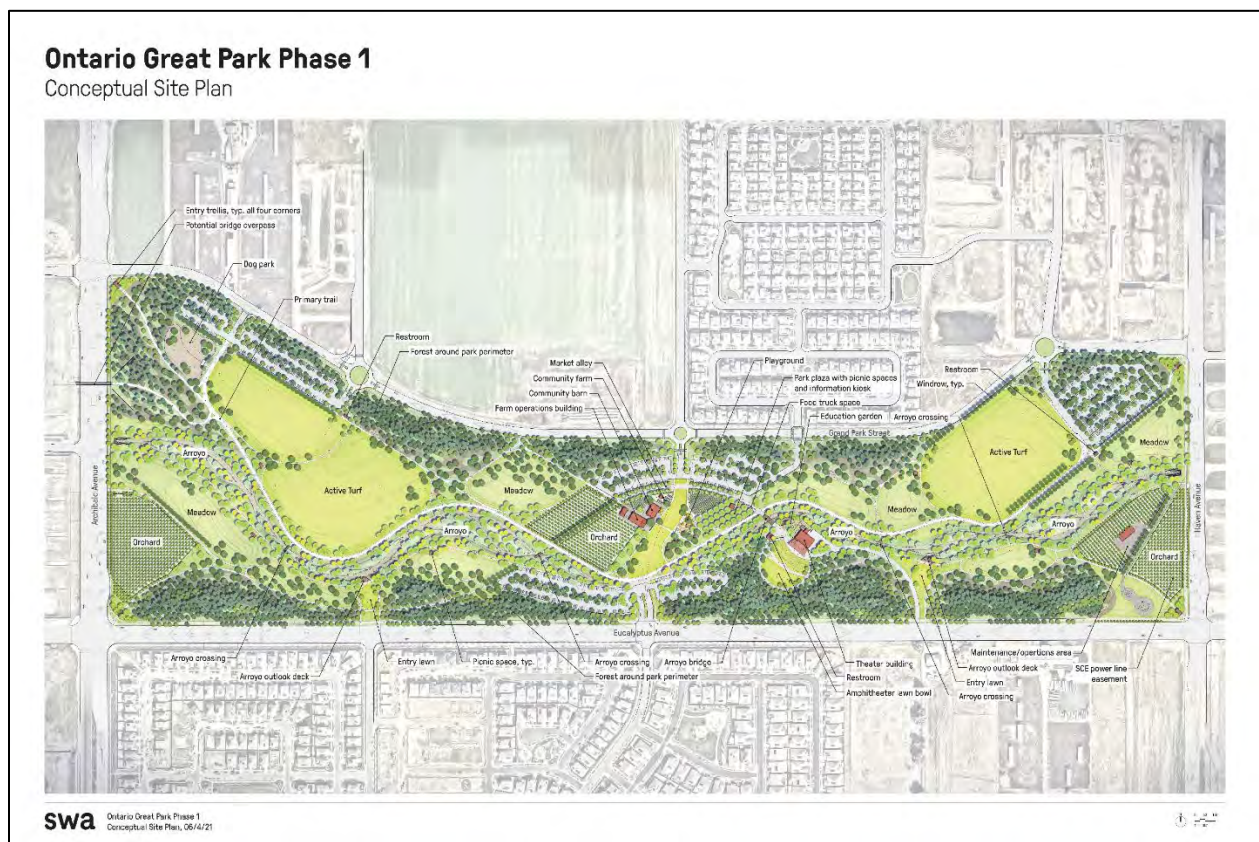 Ontario Great Park Phase 1
Conceptual Site Plan
Entry trellis, typ. all four corners
Potential bridge overpass
Dog park
Primary trail
Restroom
Forest around park perimeter
Market alley
Community farm
Community barn
Farm operations building
Playground
Park plaza with picnic spaces
and information kiosk
Food truck space
Education garden
Arroyo crossing
Restroom
Windrow, typ.
Grand Park Street
Meadow
Active Turf
Arroyo
Archibald Avenue
Active Turf
Meadow
Arroyo
Meadow
Orchard
Orchard
Arroyo
Meadow
Arroyo
Orchard
Haven Avenue
Eucalyptus Avenue
Arroyo crossing
Arroyo outlook deck
Entry lawn
Picnic space, typ.
Forest around park perimeter
Arroyo crossing
Arroyo bridge
Theater building
Restroom
Amphitheater lawn bowl
Maintenance/opertions area
Arroyo outlook deck
Entry lawn
Arroyo crossing
SCE power line
easement
swa
Ontario Great Park Phase 1
Conceptual Site Plan, 06/4/21